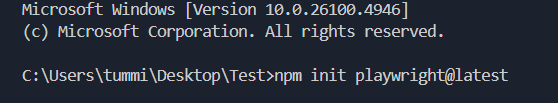 Microsoft Windows [Version 10.0.26100.4946]
(c) Microsoft Corporation. All rights reserved.
C:\Users\tummi\Desktop\Test>npm init playwright@latest